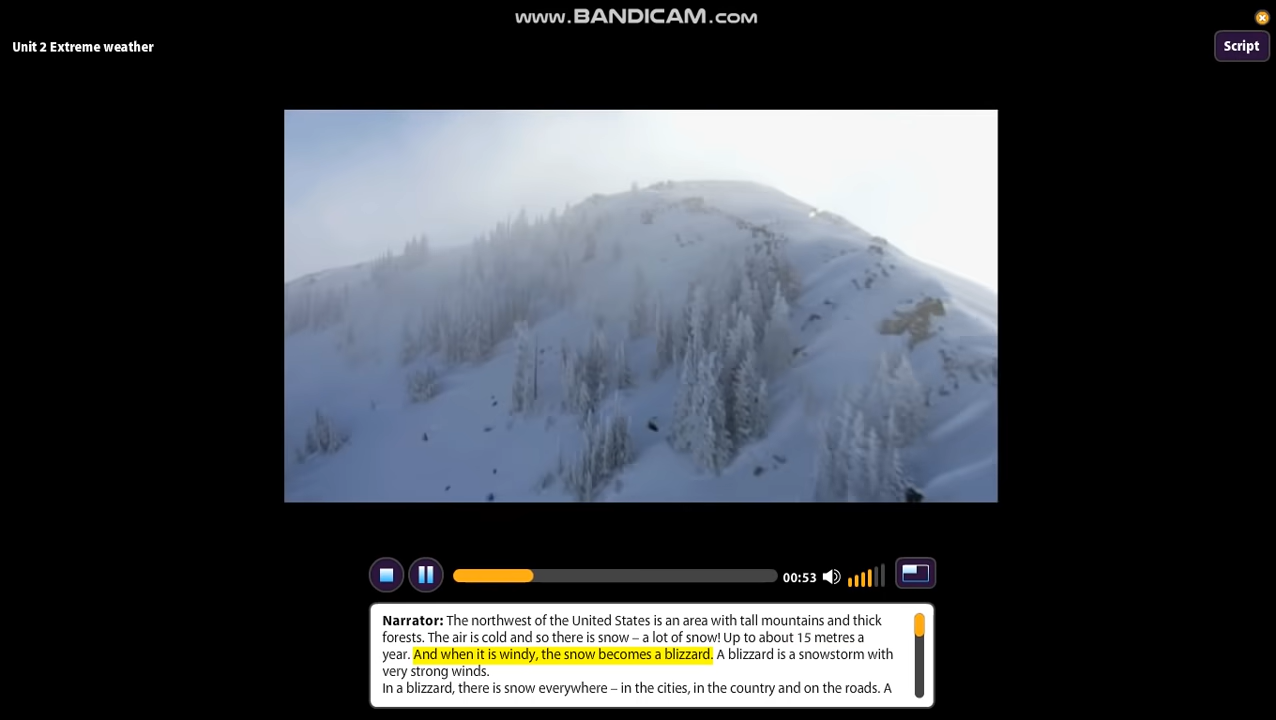 www.BANDICAM.com
Unit 2 Extreme weather
Script
00:53
Narrator: The northwest of the United States is an area with tall mountains and thick
forests. The air is cold and so there is snow – a lot of snow! Up to about 15 metres a
year. And when it is windy, the snow becomes a blizzard. A blizzard is a snowstorm with
very strong winds.
In a blizzard, there is snow everywhere – in the cities, in the country and on the roads. A